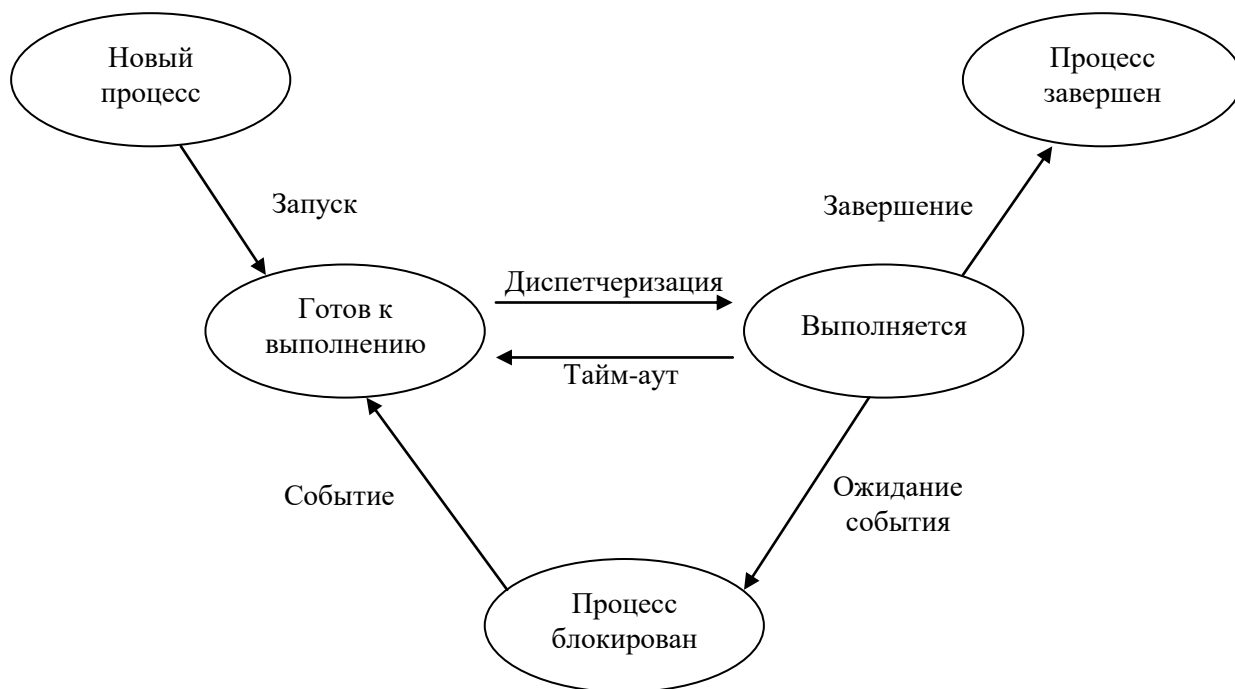 Новый
процесс
Процесс
завершен
Запуск
Завершение
Диспетчеризация
Готов к
выполнению
Выполняется
Тайм-аут
Событие
Ожидание
события
Процесс
блокирован